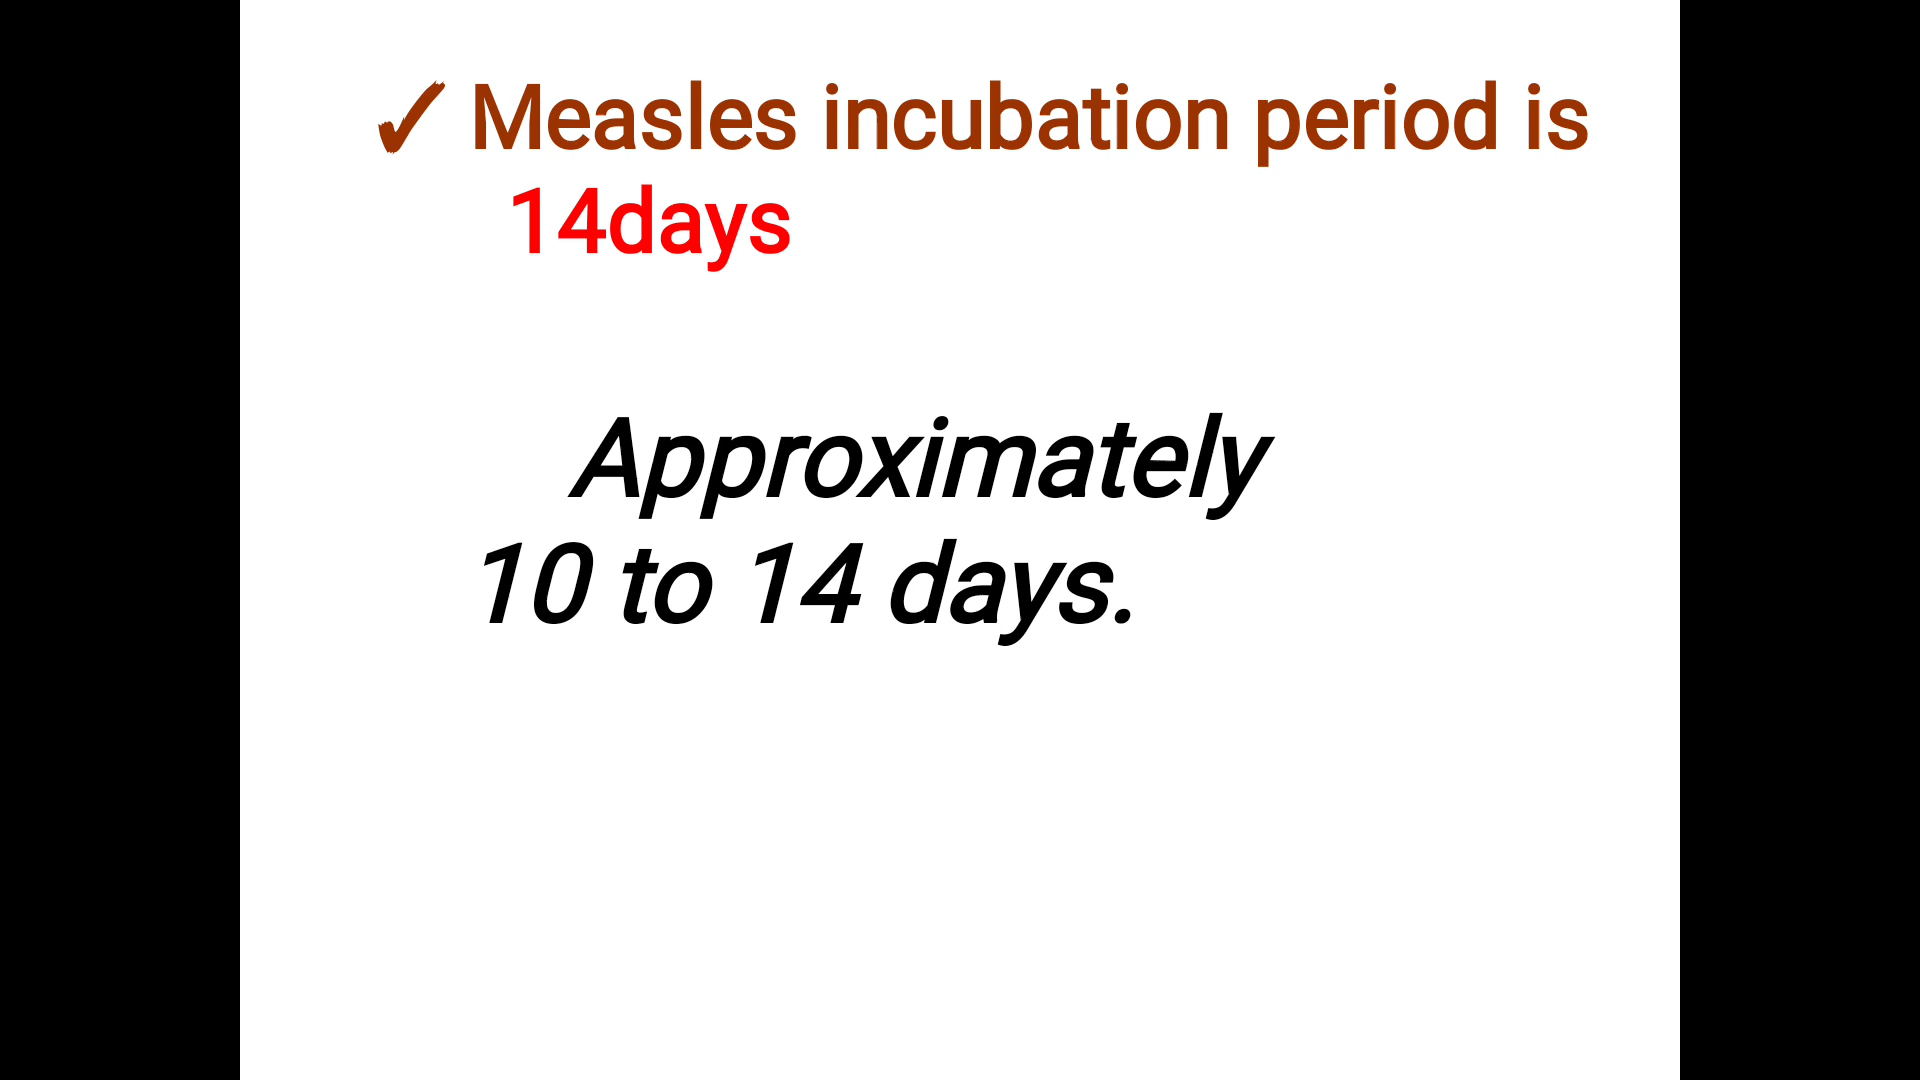 ✓ Measles incubation period is
14days
Approximately
10 to 14 days.